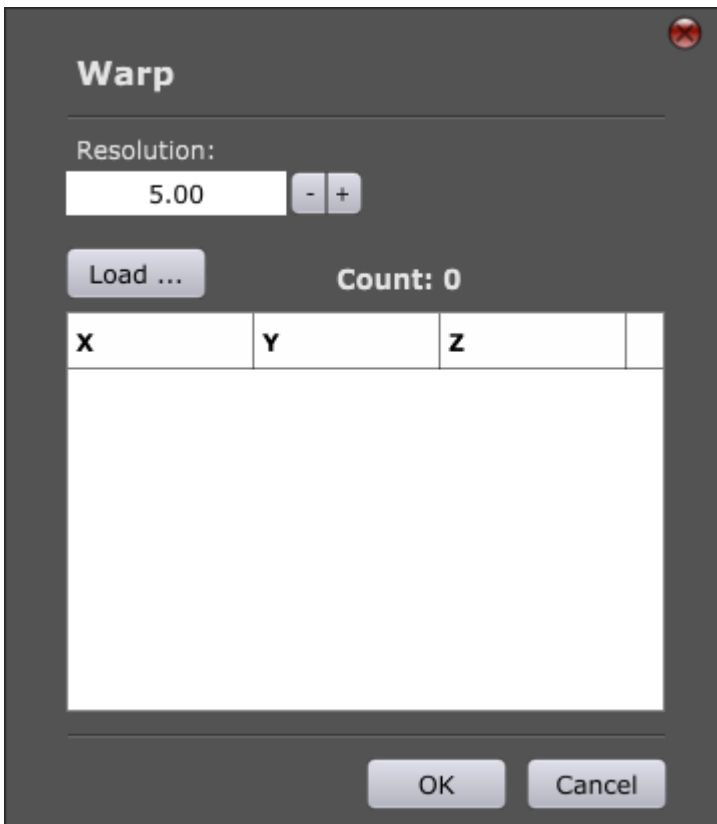 Warp
Resolution:
5.00 - +
Load ... Count: 0
X Y Z
OK Cancel